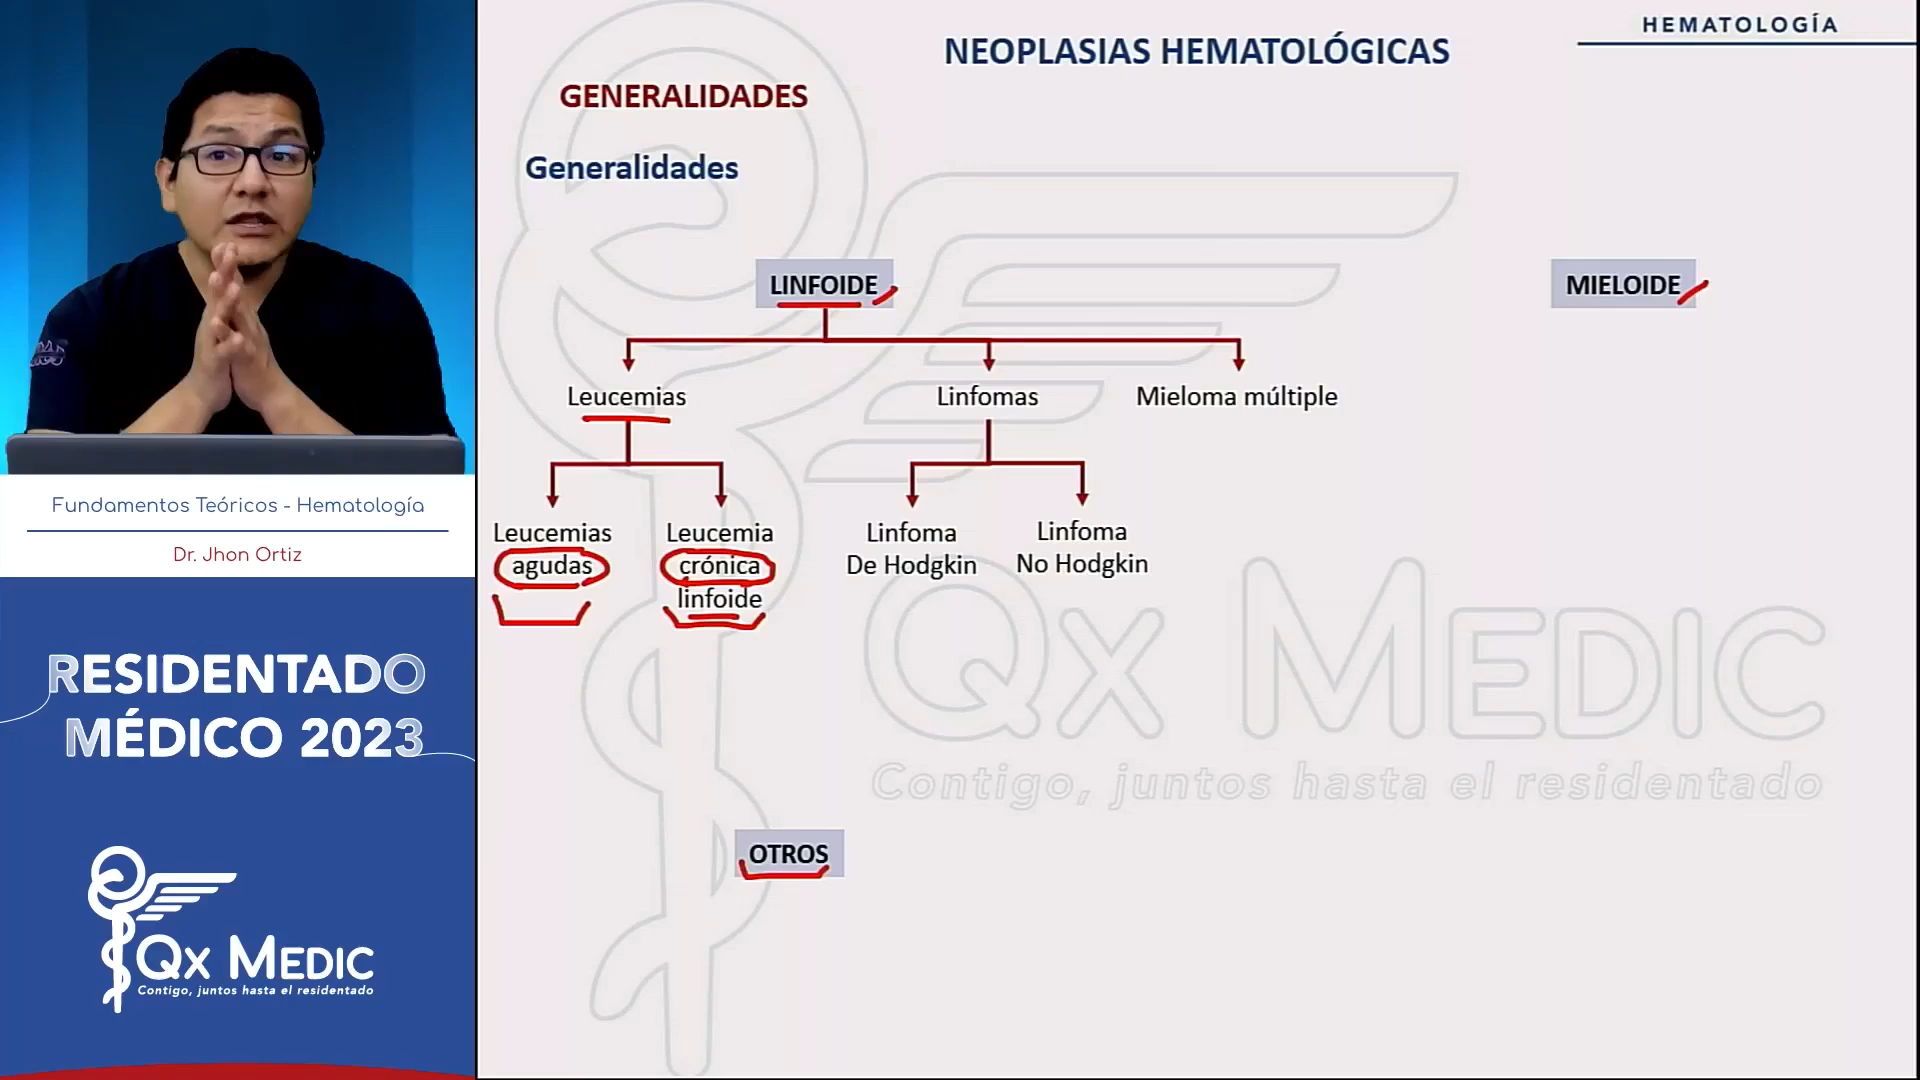 HEMATOLOGÍA
NEOPLASIAS HEMATOLÓGICAS
GENERALIDADES
Generalidades
LINFOIDE
MIELOIDE
Leucemias
Linfomas
Mieloma múltiple
Leucemias
agudas
Leucemia
crónica
linfoide
Linfoma
De Hodgkin
Linfoma
No Hodgkin
OTROS
Qx MEDIC
Contigo, juntos hasta el residentado
Fundamentos Teóricos - Hematología
Dr. Jhon Ortiz
RESIDENTADO
MÉDICO 2023
Qx MEDIC
Contigo, juntos hasta el residentado